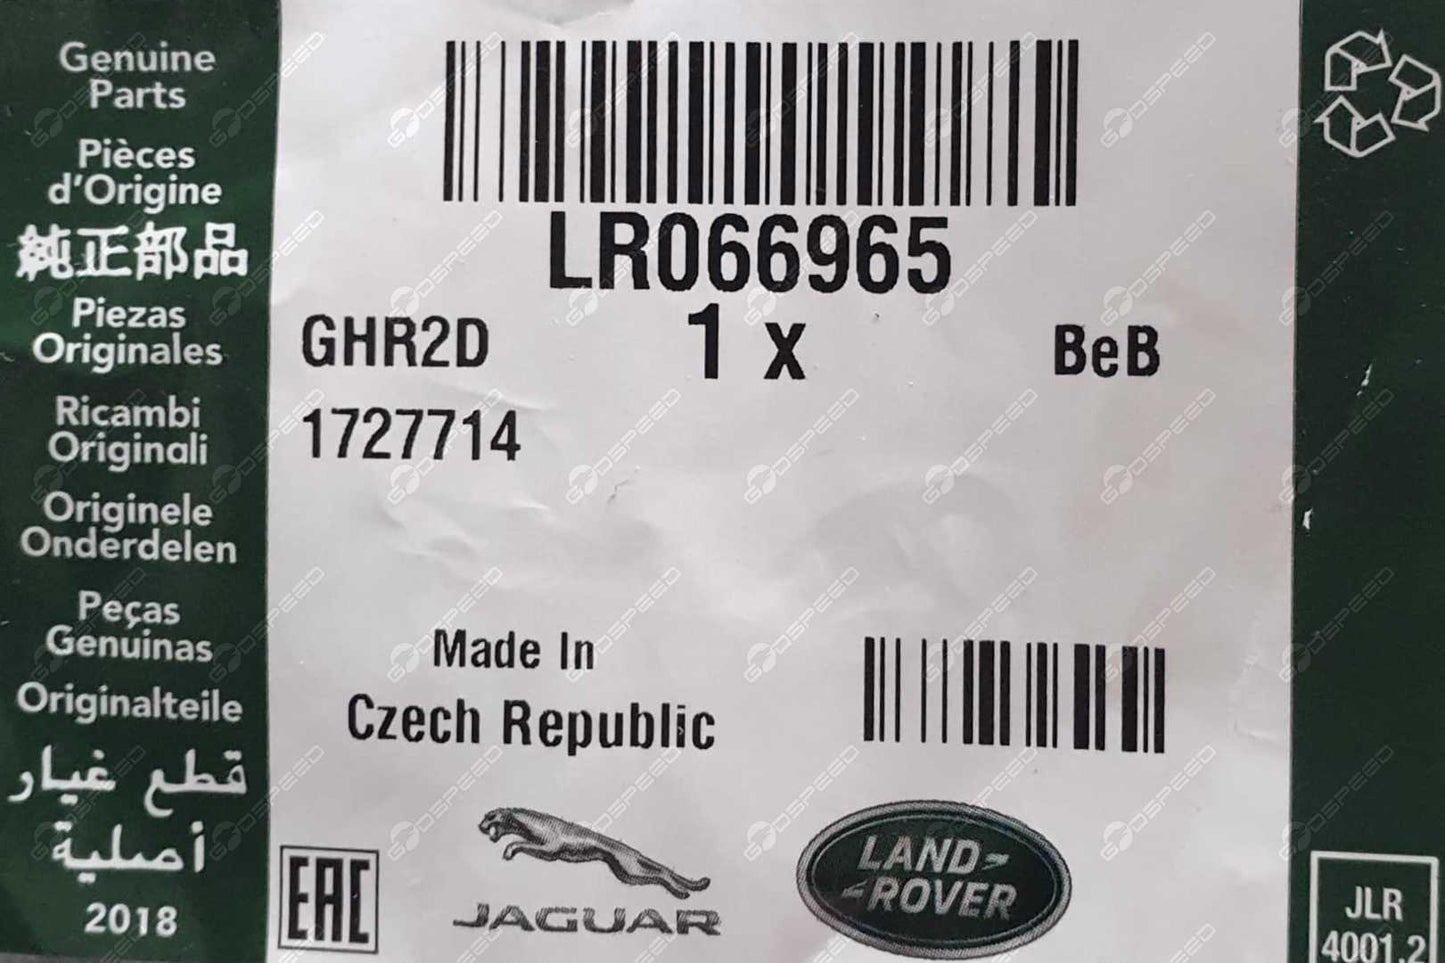 Genuine
Parts
Pièces
d'Origine
純正部品
Piezas
Originales
Ricambi
Originali
Originele
Onderdelen
Peças
Genuinas
Originalteile
قطع غيار
أصلية
2018
LR066965
GHR2D
1 x
BeB
1727714
Made In
Czech Republic
EAC
JAGUAR
LAND
ROVER
JLR
4001.2
GODSPEED